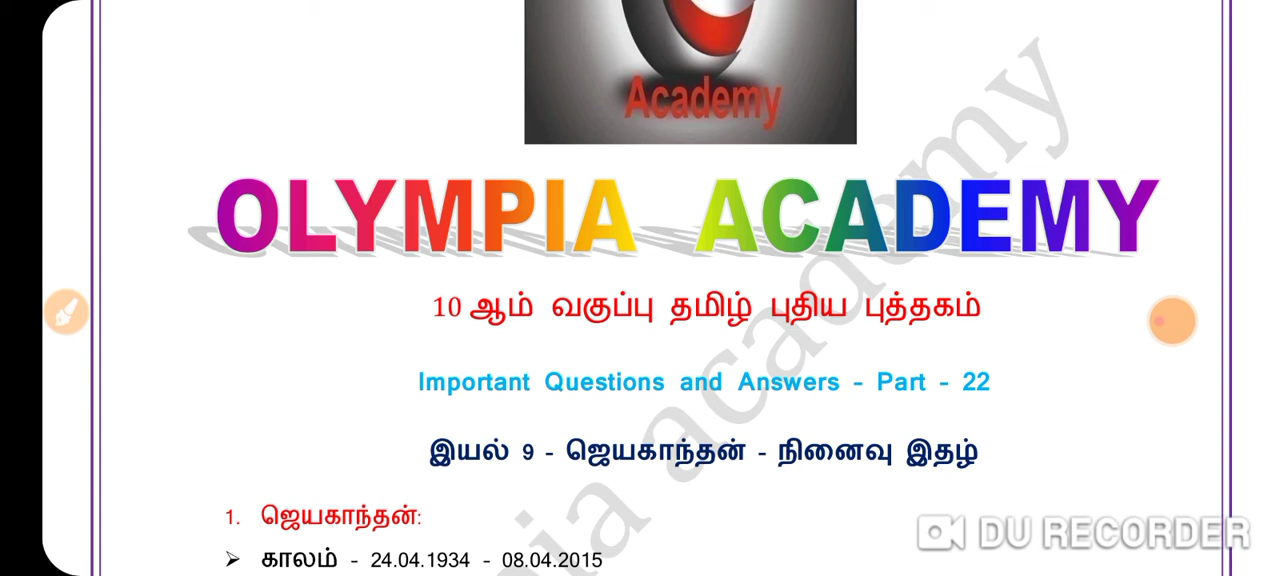 Academy
OLYMPIA ACADEMY
10 ஆம் வகுப்பு தமிழ் புதிய புத்தகம்
Important Questions and Answers - Part - 22
இயல் 9 - ஜெயகாந்தன் - நினைவு இதழ்
1. ஜெயகாந்தன்:
➢ காலம் - 24.04.1934 - 08.04.2015
academy
DU RECORDER